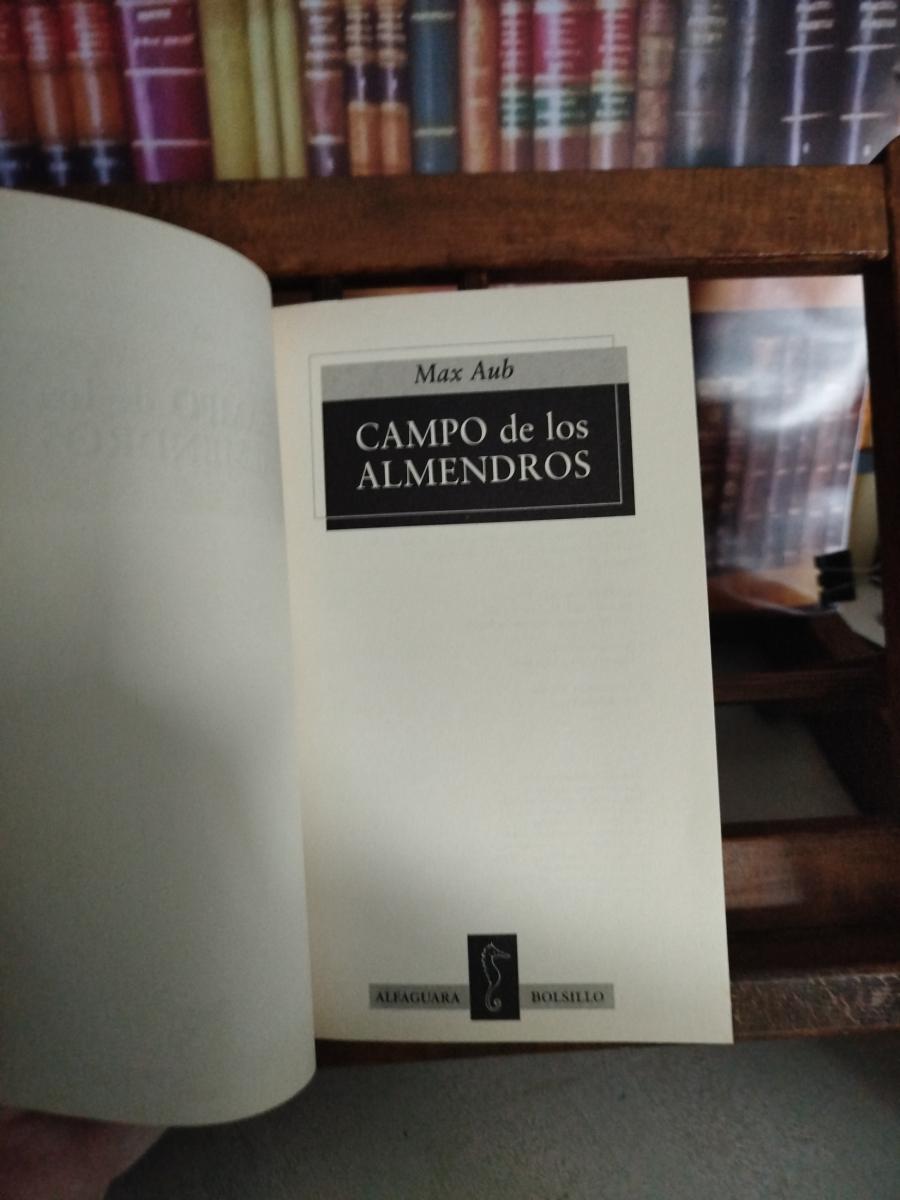 Max Aub
CAMPO de los
ALMENDROS
ALFAGUARA BOLSILLO